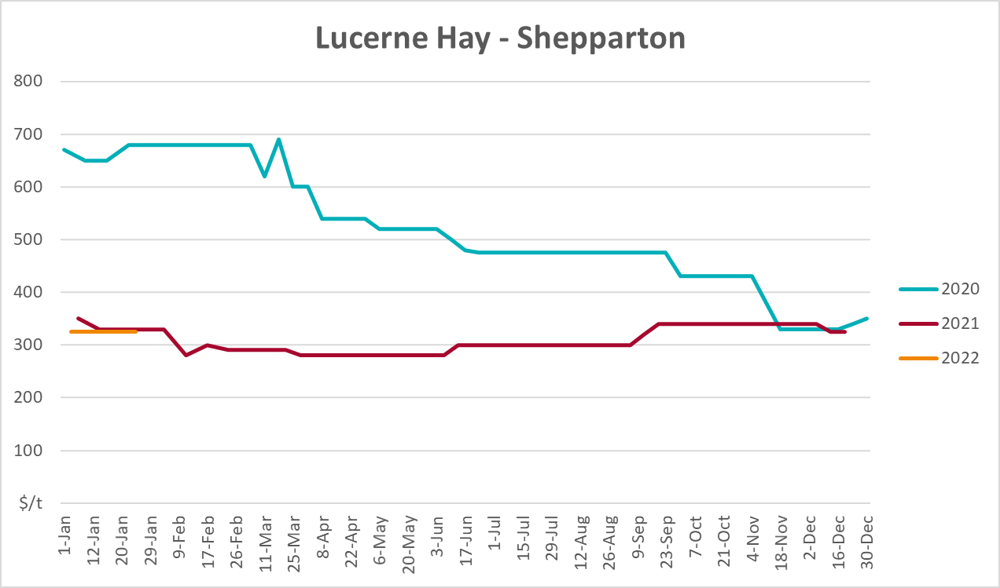 Lucerne Hay - Shepparton
800
700
600
500
400
300
200
100
$/t
1-Jan
12-Jan
20-Jan
29-Jan
9-Feb
17-Feb
26-Feb
11-Mar
25-Mar
8-Apr
22-Apr
6-May
20-May
3-Jun
17-Jun
1-Jul
15-Jul
29-Jul
12-Aug
26-Aug
9-Sep
23-Sep
7-Oct
21-Oct
4-Nov
18-Nov
2-Dec
16-Dec
30-Dec
2020
2021
2022